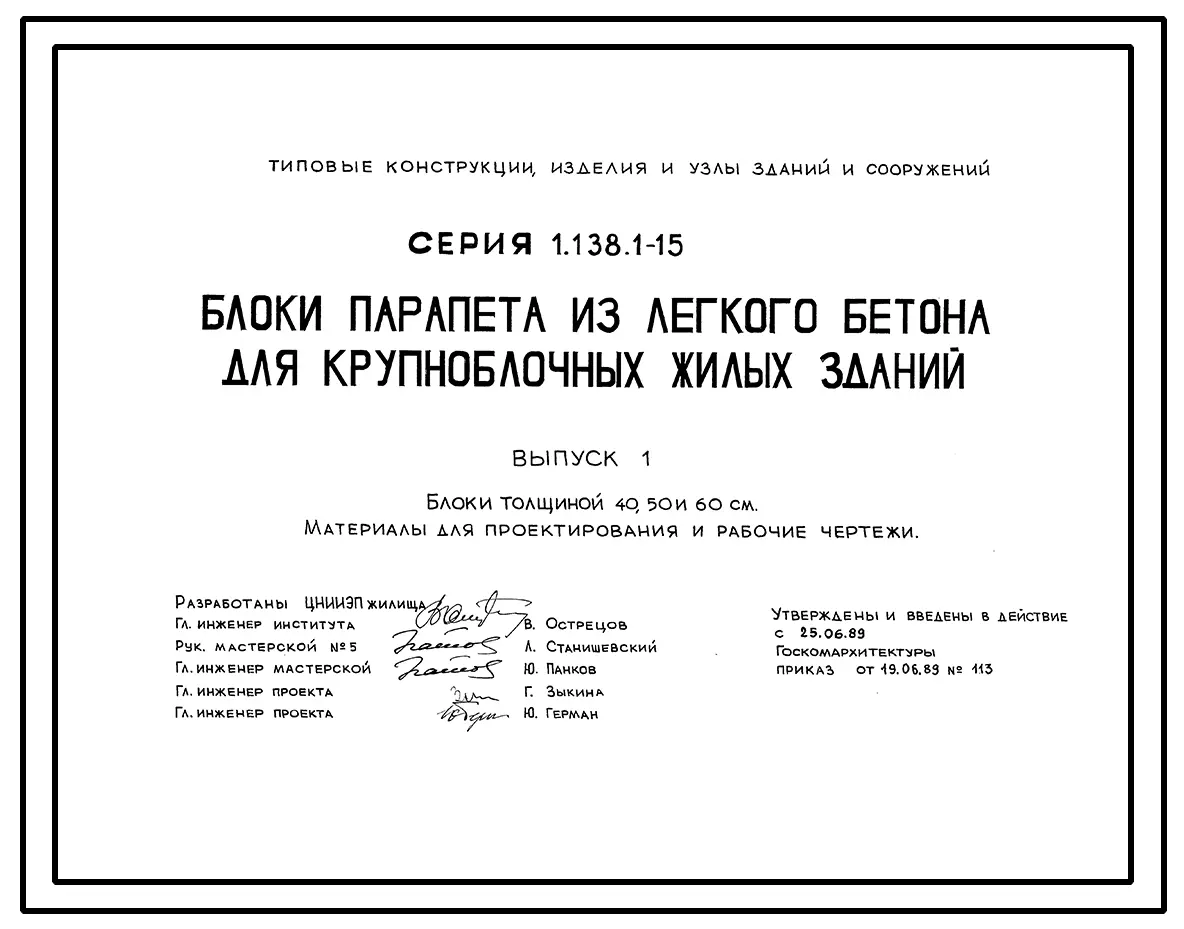 ТИПОВЫЕ КОНСТРУКЦИИ, ИЗДЕЛИЯ И УЗЛЫ ЗДАНИЙ И СООРУЖЕНИЙ
СЕРИЯ 1.138.1-15
БЛОКИ ПАРАПЕТА ИЗ ЛЕГКОГО БЕТОНА
ДЛЯ КРУПНОБЛОЧНЫХ ЖИЛЫХ ЗДАНИЙ
ВЫПУСК 1
БЛОКИ ТОЛЩИНОЙ 40, 50 И 60 СМ.
МАТЕРИАЛЫ ДЛЯ ПРОЕКТИРОВАНИЯ И РАБОЧИЕ ЧЕРТЕЖИ.
РАЗРАБОТАНЫ ЦНИИЭП ЖИЛИЩА
ГЛ. ИНЖЕНЕР ИНСТИТУТА В. ОСТРЕЦОВ
РУК. МАСТЕРСКОЙ №5 Л. СТАНИШЕВСКИЙ
ГЛ. ИНЖЕНЕР МАСТЕРСКОЙ Ю. ПАНКОВ
ГЛ. ИНЖЕНЕР ПРОЕКТА Г. ЗЫКИНА
ГЛ. ИНЖЕНЕР ПРОЕКТА Ю. ГЕРМАН
УТВЕРЖДЕНЫ И ВВЕДЕНЫ В ДЕЙСТВИЕ
С 25.06.89
ГОСКОМАРХИТЕКТУРЫ
ПРИКАЗ ОТ 19.06.89 № 113